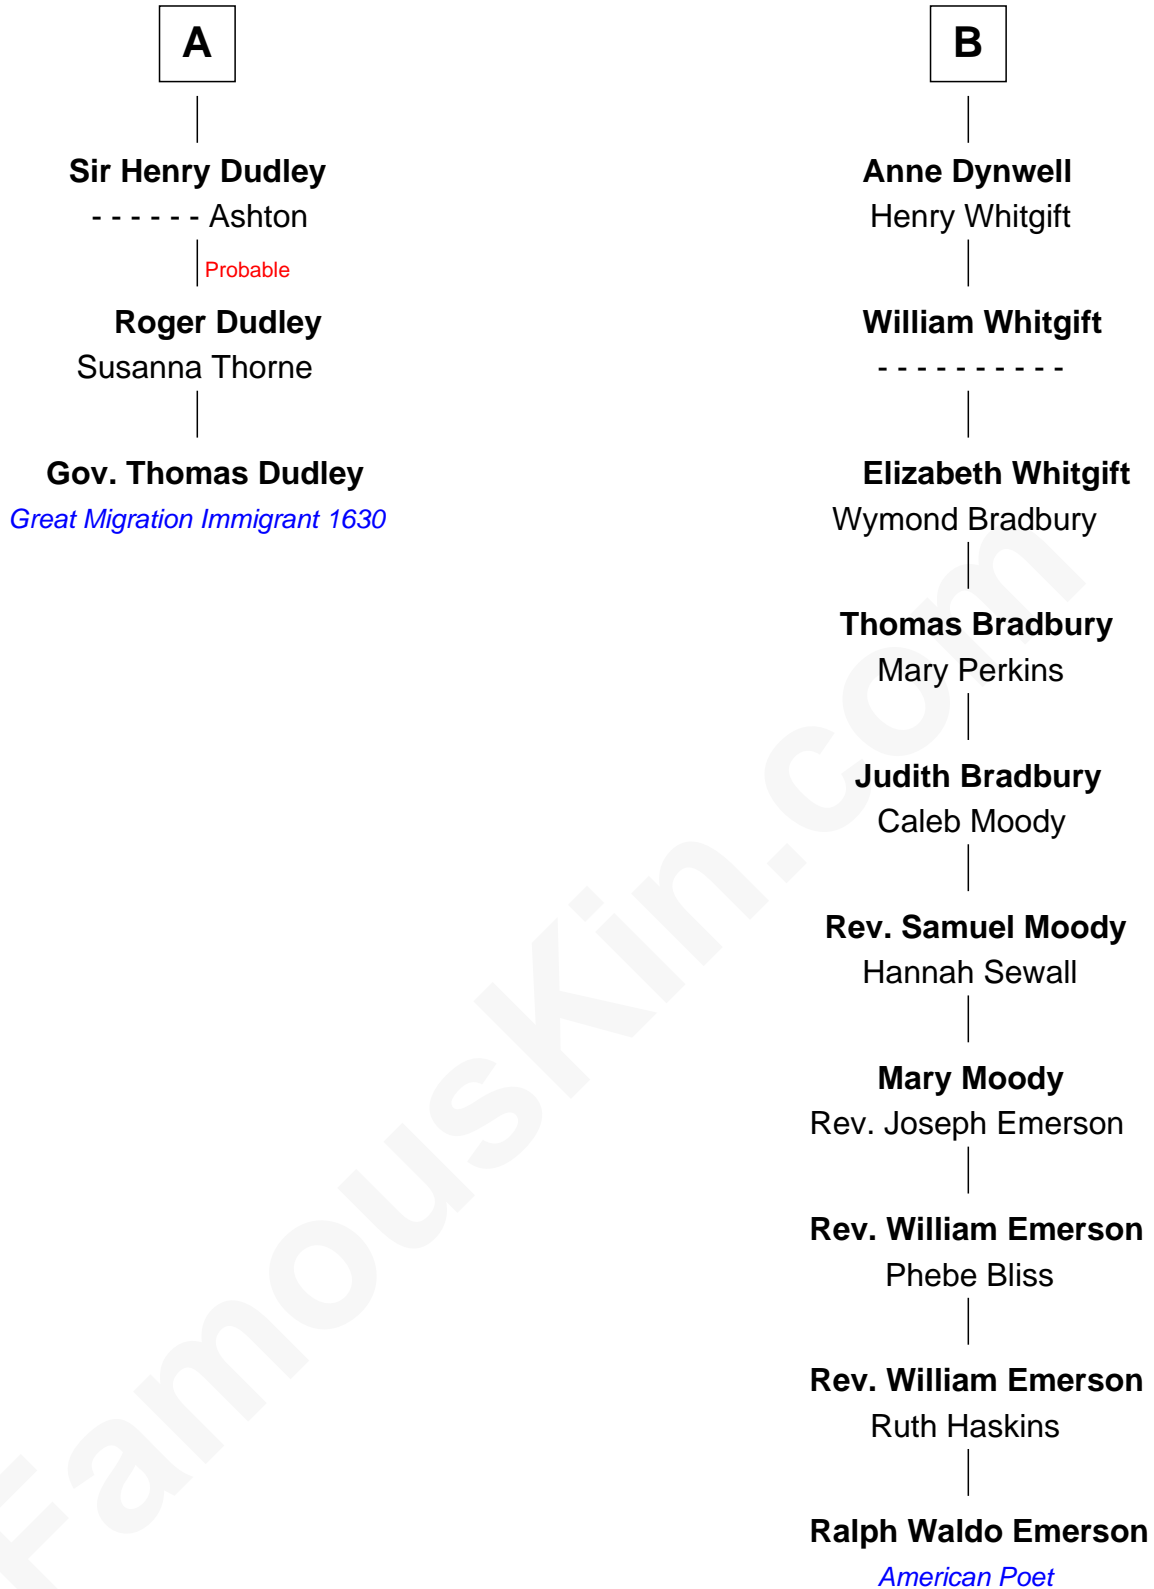 A
Sir Henry Dudley
- - - - - - Ashton
Probable
Roger Dudley
Susanna Thorne
Gov. Thomas Dudley
Great Migration Immigrant 1630
B
Anne Dynwell
Henry Whitgift
William Whitgift
- - - - - - - - - -
Elizabeth Whitgift
Wymond Bradbury
Thomas Bradbury
Mary Perkins
Judith Bradbury
Caleb Moody
Rev. Samuel Moody
Hannah Sewall
Mary Moody
Rev. Joseph Emerson
Rev. William Emerson
Phebe Bliss
Rev. William Emerson
Ruth Haskins
Ralph Waldo Emerson
American Poet
FamousKin.com